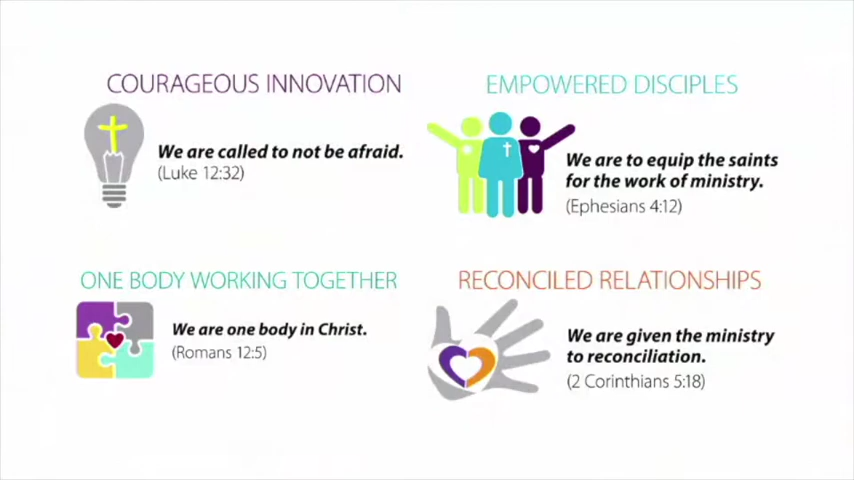 COURAGEOUS INNOVATION
We are called to not be afraid.
(Luke 12:32)
EMPOWERED DISCIPLES
We are to equip the saints
for the work of ministry.
(Ephesians 4:12)
ONE BODY WORKING TOGETHER
We are one body in Christ.
(Romans 12:5)
RECONCILED RELATIONSHIPS
We are given the ministry
to reconciliation.
(2 Corinthians 5:18)